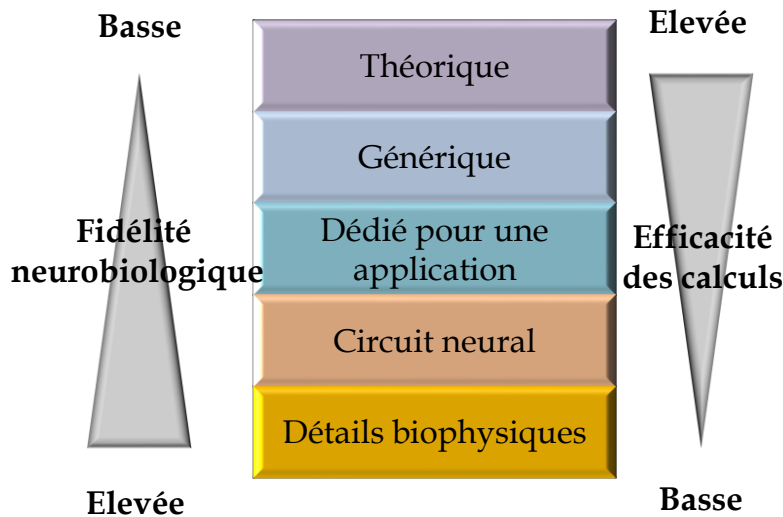 Basse
Elevée
Théorique
Générique
Fidélité
neurobiologique
Dédié pour une
application
Efficacité
des calculs
Circuit neural
Détails biophysiques
Elevée
Basse